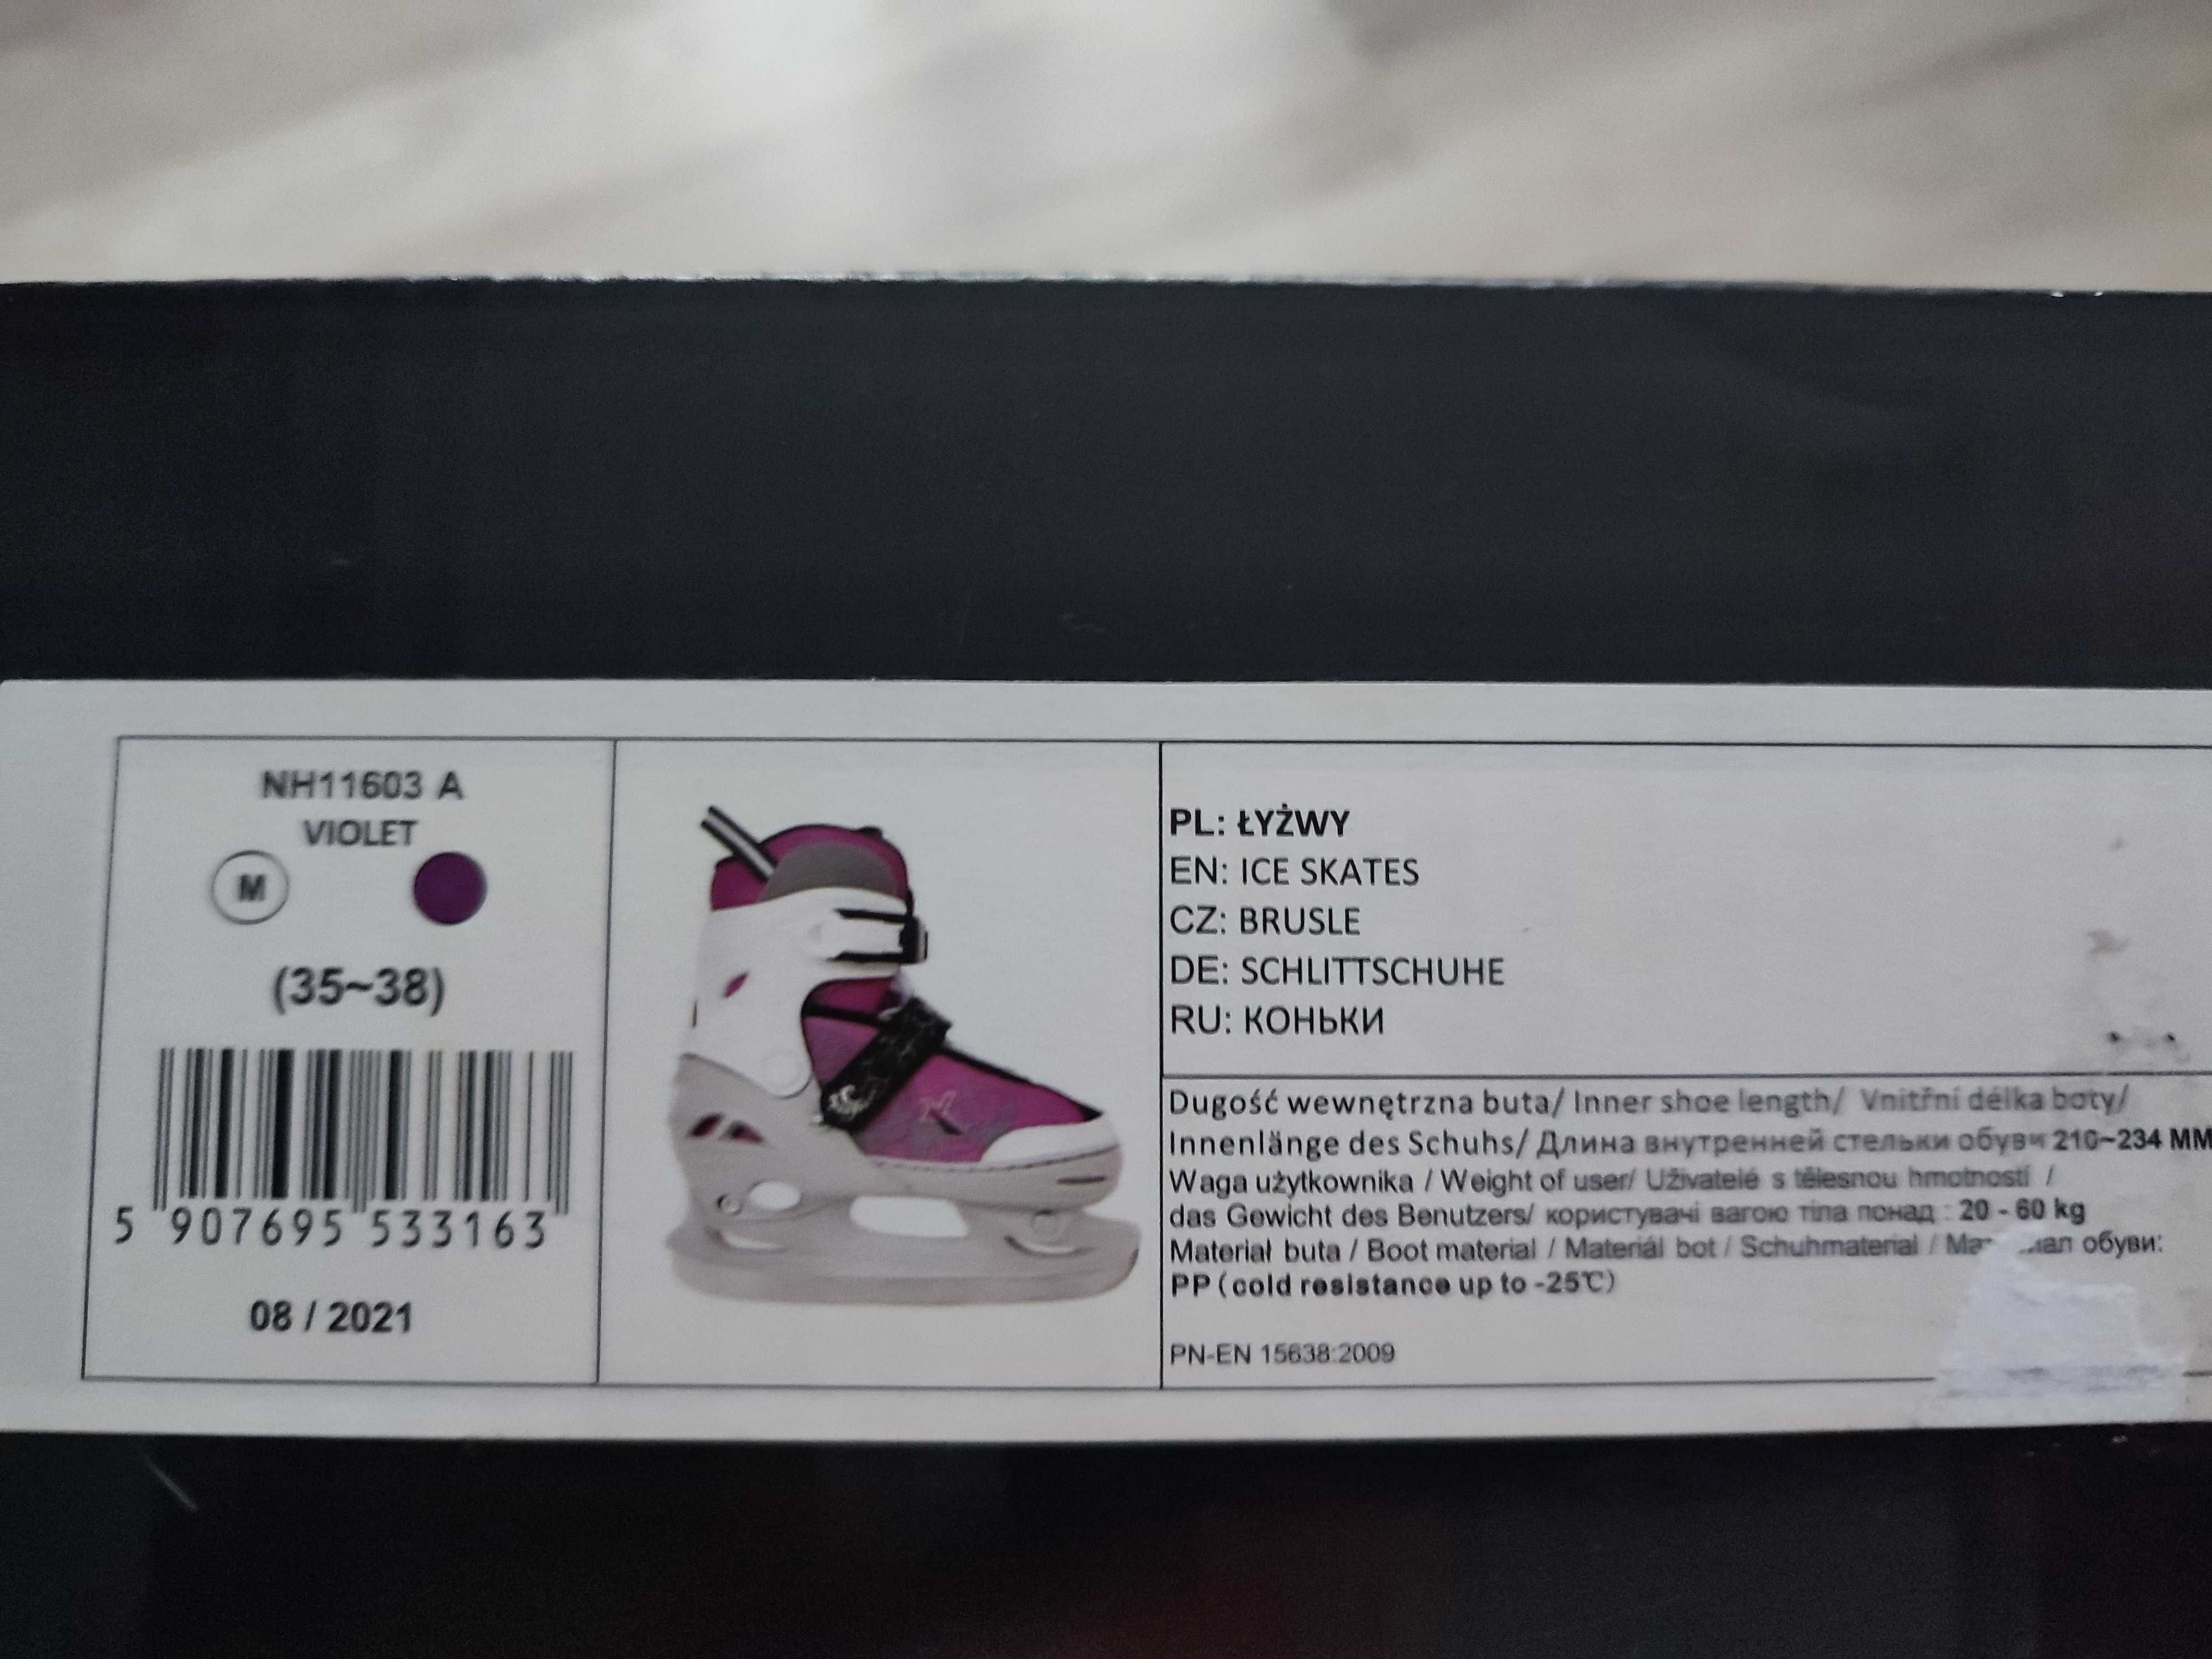 NH11603 A
VIOLET
M
(35~38)
5 907695 533163
08 / 2021
PL: ŁYŻWY
EN: ICE SKATES
CZ: BRUSLE
DE: SCHLITTSCHUHE
RU: КОНЬКИ
Dugość wewnętrzna buta/ Inner shoe length/ Vnitřní délka boty/
Innenlänge des Schuhs/ Длина внутренней стельки обуви 210~234 MM
Waga użytkownika / Weight of user/ Uživatelé s tělesnou hmotností /
das Gewicht des Benutzers/ користувачі вагою тіла понад : 20 - 60 kg
Materiał buta / Boot material / Materiál bot / Schuhmaterial / обуви:
PP (cold resistance up to -25℃)
PN-EN 15638:2009